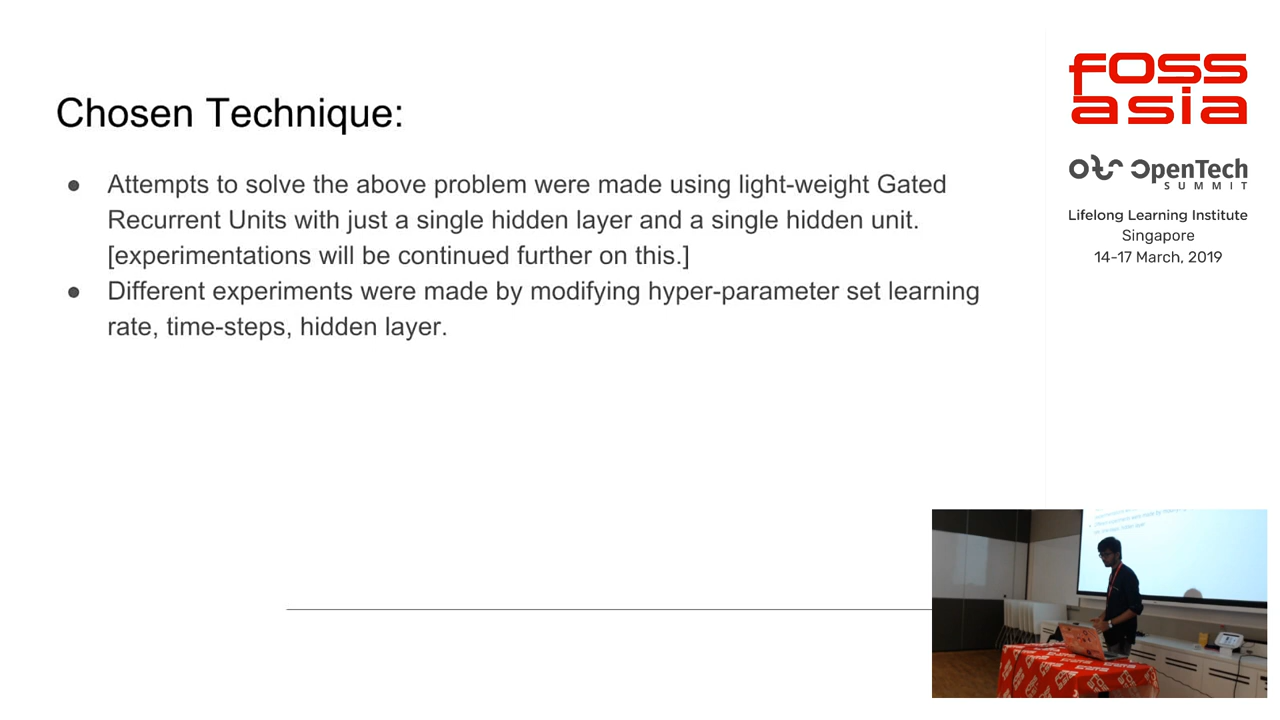 Chosen Technique:
● Attempts to solve the above problem were made using light-weight Gated
Recurrent Units with just a single hidden layer and a single hidden unit.
[experimentations will be continued further on this.]
● Different experiments were made by modifying hyper-parameter set learning
rate, time-steps, hidden layer.
fOSS
asia
OpenTech
SUMMIT
Lifelong Learning Institute
Singapore
14-17 March, 2019